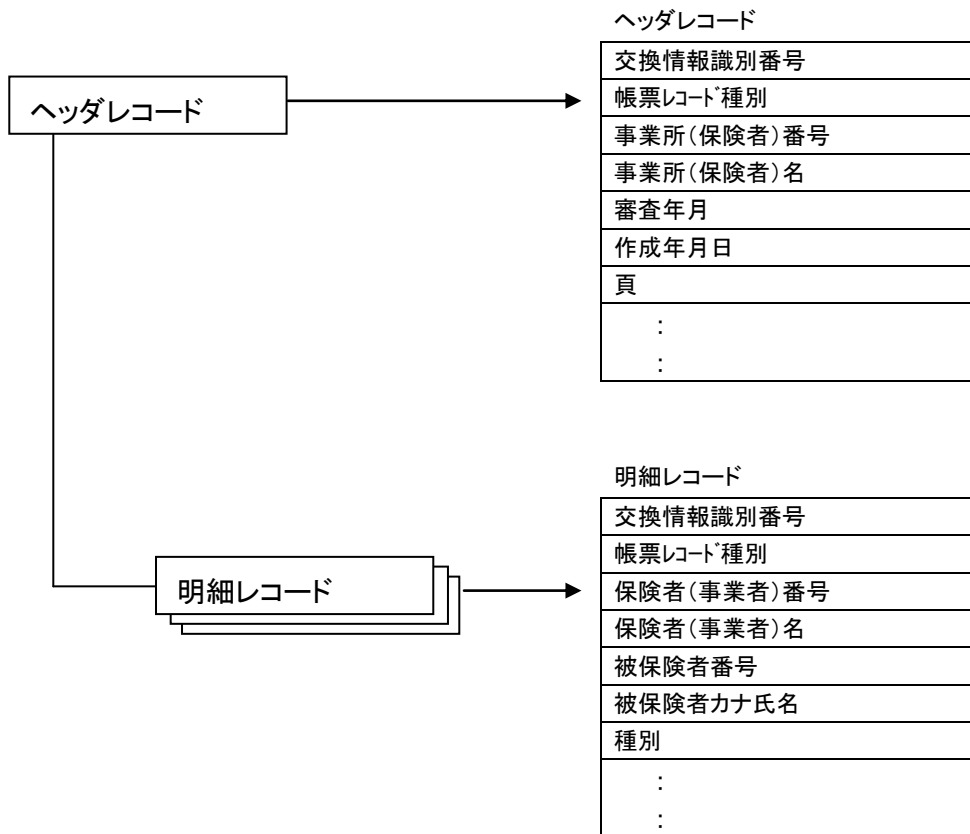 ヘッダレコード
ヘッダレコード
交換情報識別番号
帳票ﾚｺｰﾄﾞ種別
事業所(保険者)番号
事業所(保険者)名
審査年月
作成年月日
頁
:
:
明細レコード
明細レコード
交換情報識別番号
帳票ﾚｺｰﾄﾞ種別
保険者(事業者)番号
保険者(事業者)名
被保険者番号
被保険者カナ氏名
種別
:
: